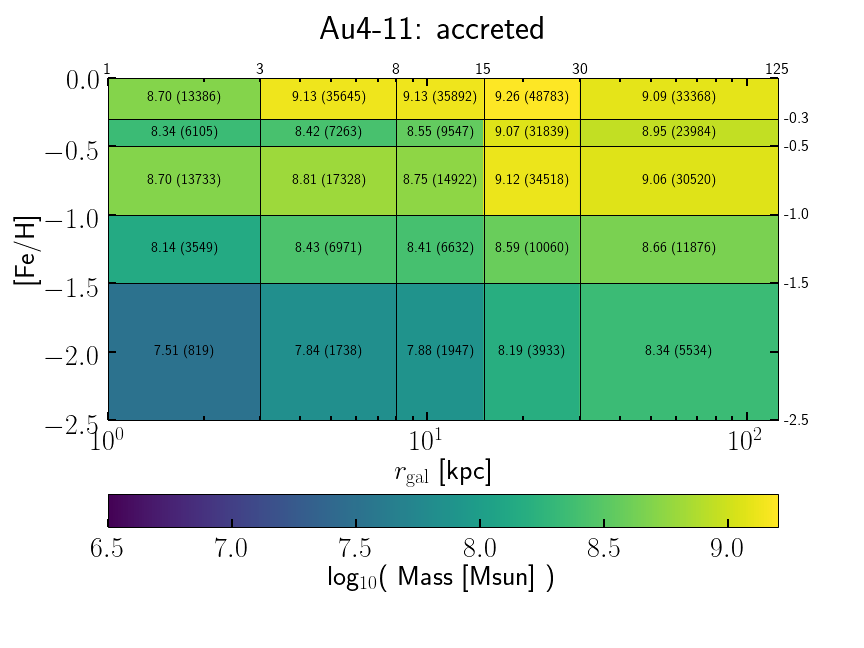 Au4-11: accreted
1 3 8 15 30 125
0.0
8.70 (13386) 9.13 (35645) 9.13 (35892) 9.26 (48783) 9.09 (33368)
-0.3
8.34 (6105) 8.42 (7263) 8.55 (9547) 9.07 (31839) 8.95 (23984)
−0.5 -0.5
8.70 (13733) 8.81 (17328) 8.75 (14922) 9.12 (34518) 9.06 (30520)
−1.0 -1.0
[Fe/H]
8.14 (3549) 8.43 (6971) 8.41 (6632) 8.59 (10060) 8.66 (11876)
−1.5 -1.5
7.51 (819) 7.84 (1738) 7.88 (1947) 8.19 (3933) 8.34 (5534)
−2.0
−2.5 -2.5
10⁰ 10¹ 10²
r_gal [kpc]
6.5 7.0 7.5 8.0 8.5 9.0
log₁₀( Mass [Msun] )